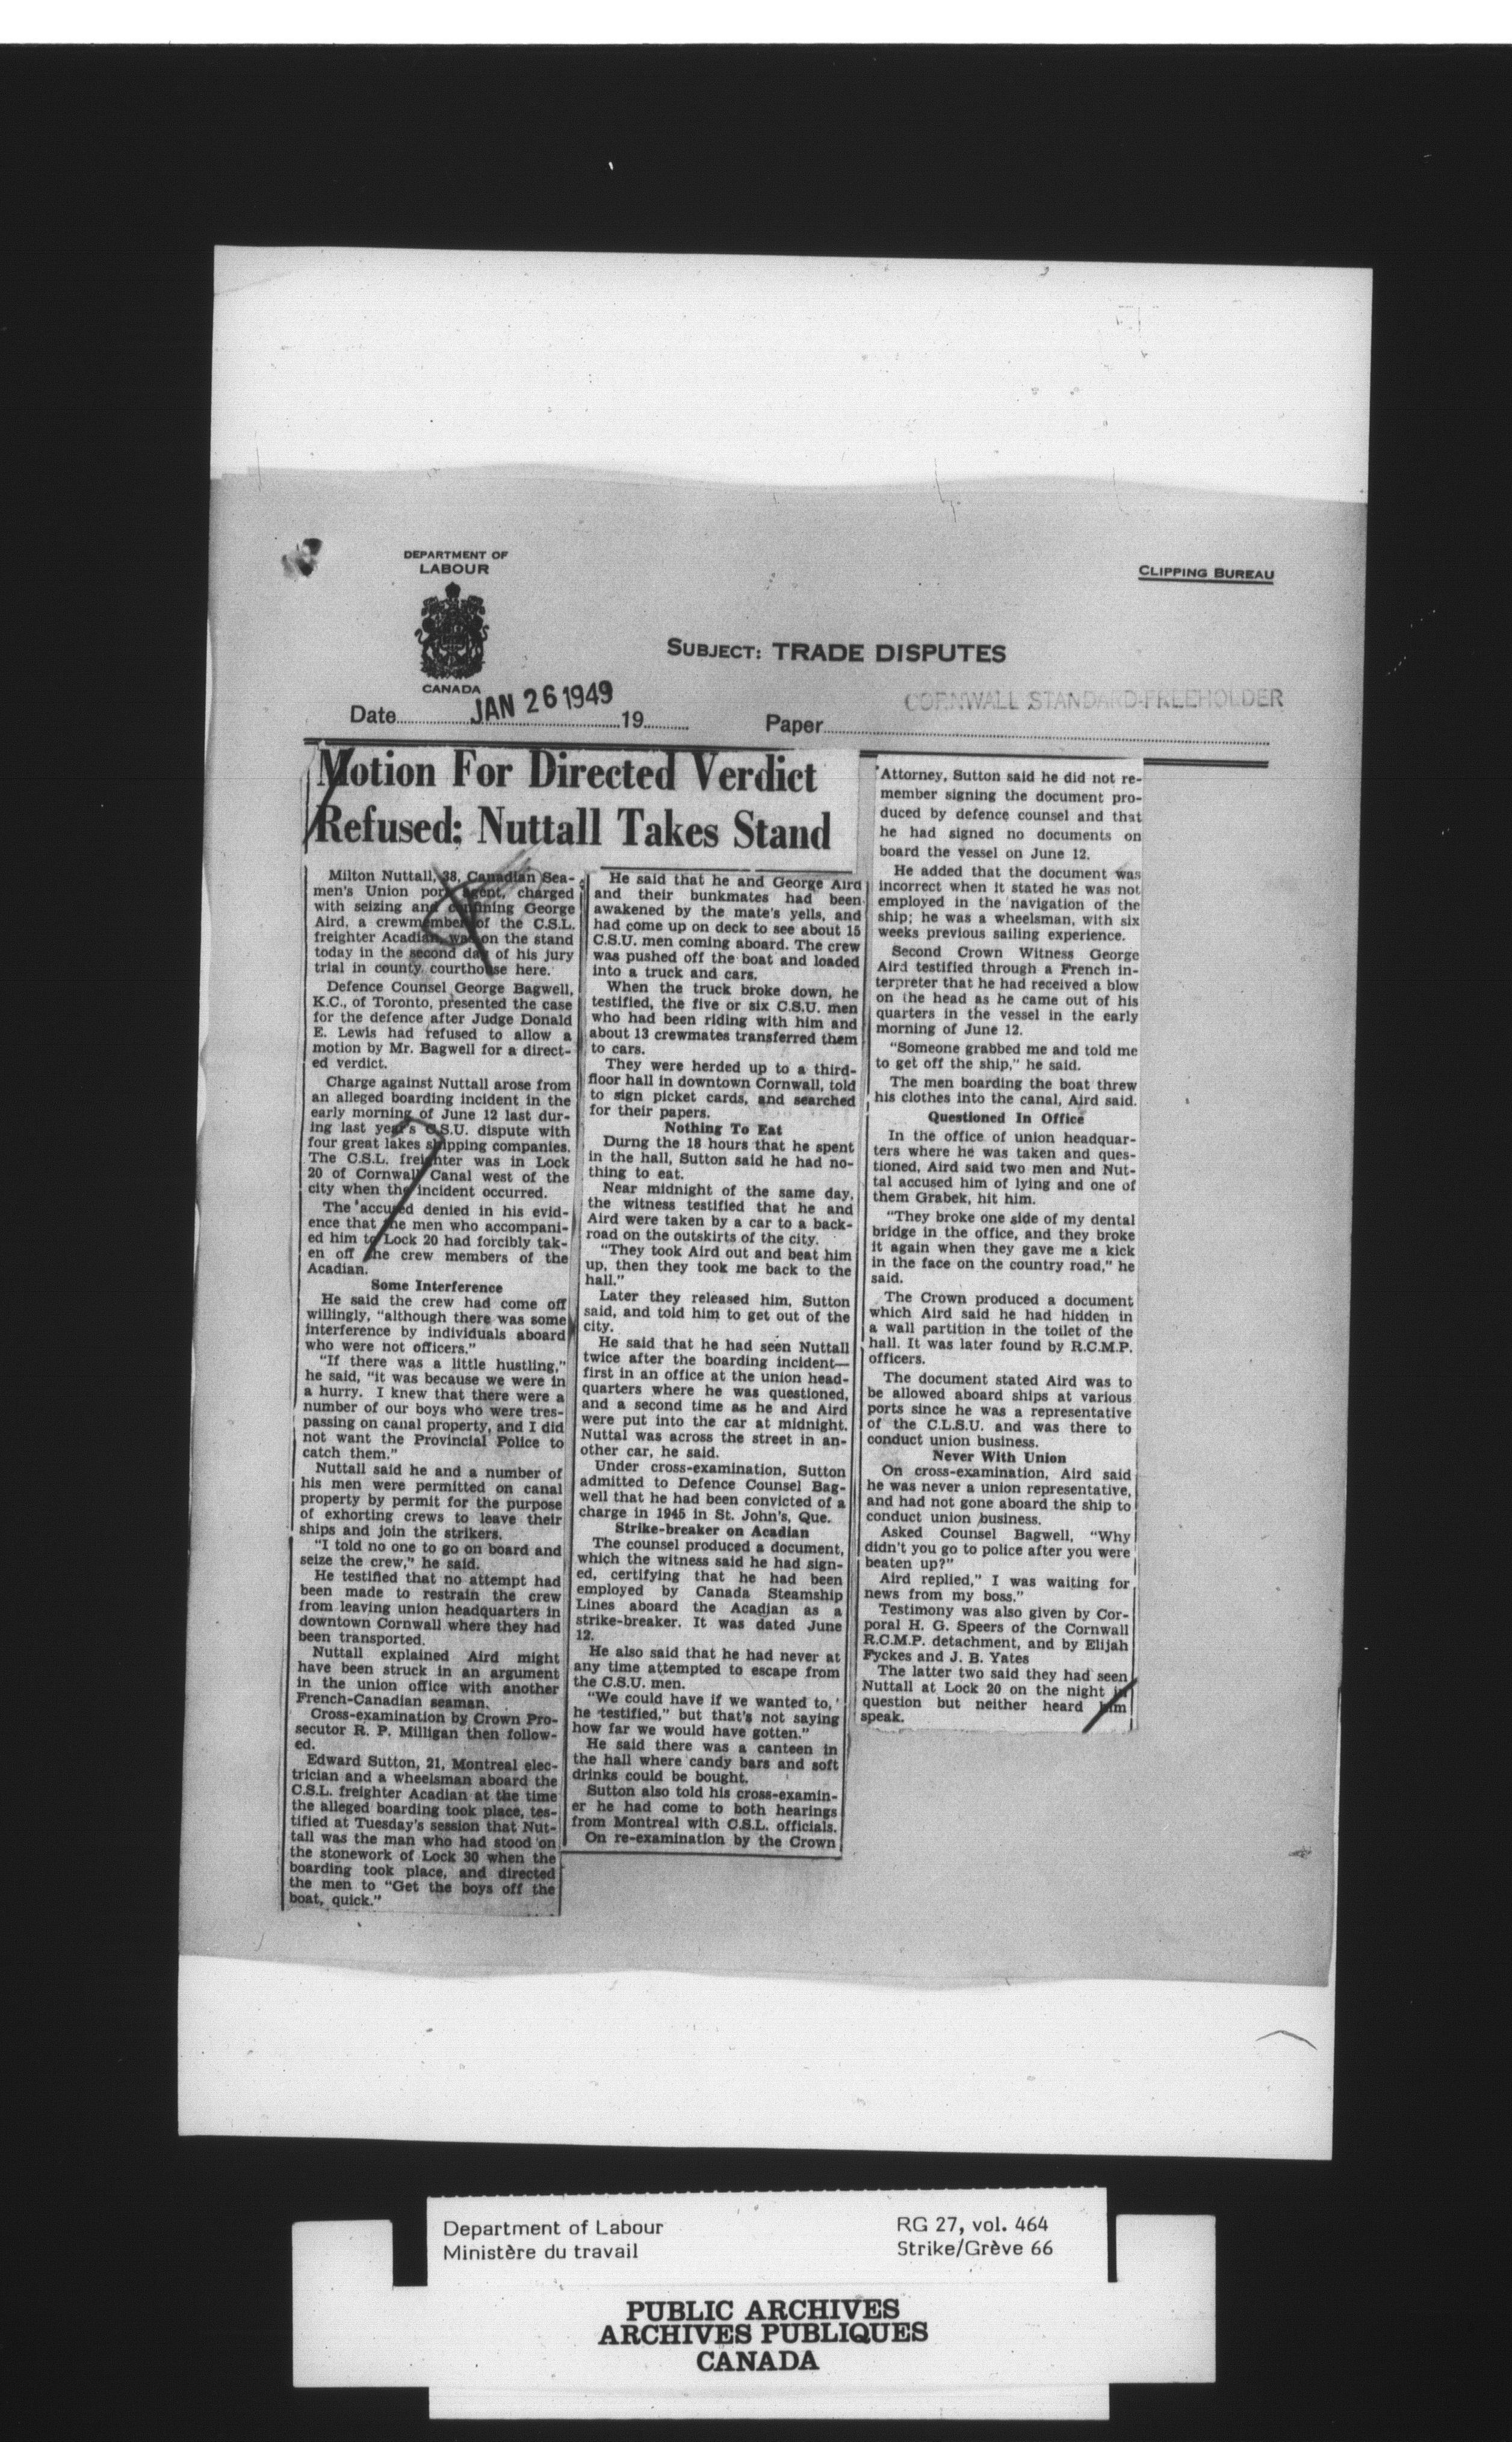 DEPARTMENT OF
LABOUR
CANADA
CLIPPING BUREAU
SUBJECT: TRADE DISPUTES
Date JAN 26 1949 19
Paper CORNWALL STANDARD-FREEHOLDER
Motion For Directed Verdict
Refused; Nuttall Takes Stand
Milton Nuttall, 38, Canadian Sea-
men's Union port agent, charged
with seizing and confining George
Aird, a crewmember of the C.S.L.
freighter Acadian, was on the stand
today in the second day of his jury
trial in county courthouse here.
Defence Counsel George Bagwell,
K.C., of Toronto, presented the case
for the defence after Judge Donald
E. Lewis had refused to allow a
motion by Mr. Bagwell for a direct-
ed verdict.
Charge against Nuttall arose from
an alleged boarding incident in the
early morning of June 12 last dur-
ing last year's C.S.U. dispute with
four great lakes shipping companies.
The C.S.L. freighter was in Lock
20 of Cornwall Canal west of the
city when the incident occurred.
The accused denied in his evid-
ence that the men who accompani-
ed him to Lock 20 had forcibly tak-
en off the crew members of the
Acadian.
Some Interference
He said the crew had come off
willingly, "although there was some
interference by individuals aboard
who were not officers."
"If there was a little hustling,"
he said, "it was because we were in
a hurry. I knew that there were a
number of our boys who were tres-
passing on canal property, and I did
not want the Provincial Police to
catch them."
Nuttall said he and a number of
his men were permitted on canal
property by permit for the purpose
of exhorting crews to leave their
ships and join the strikers.
"I told no one to go on board and
seize the crew," he said.
He testified that no attempt had
been made to restrain the crew
from leaving union headquarters in
downtown Cornwall where they had
been transported.
Nuttall explained Aird might
have been struck in an argument
in the union office with another
French-Canadian seaman.
Cross-examination by Crown Pro-
secutor R. P. Milligan then follow-
ed.
Edward Sutton, 21, Montreal elec-
trician and a wheelsman aboard the
C.S.L. freighter Acadian at the time
the alleged boarding took place, tes-
tified at Tuesday's session that Nut-
tall was the man who had stood on
the stonework of Lock 30 when the
boarding took place, and directed
the men to "Get the boys off the
boat, quick."
He said that he and George Aird
and their bunkmates had been
awakened by the mate's yells, and
had come up on deck to see about 15
C.S.U. men coming aboard. The crew
was pushed off the boat and loaded
into a truck and cars.
When the truck broke down, he
testified, the five or six C.S.U. men
who had been riding with him and
about 13 crewmates transferred them
to cars.
They were herded up to a third-
floor hall in downtown Cornwall, told
to sign picket cards, and searched
for their papers.
Nothing To Eat
Durng the 18 hours that he spent
in the hall, Sutton said he had no-
thing to eat.
Near midnight of the same day,
the witness testified that he and
Aird were taken by a car to a back-
road on the outskirts of the city.
"They took Aird out and beat him
up, then they took me back to the
hall."
Later they released him, Sutton
said, and told him to get out of the
city.
He said that he had seen Nuttall
twice after the boarding incident—
first in an office at the union head-
quarters where he was questioned,
and a second time as he and Aird
were put into the car at midnight.
Nuttal was across the street in an-
other car, he said.
Under cross-examination, Sutton
admitted to Defence Counsel Bag-
well that he had been convicted of a
charge in 1945 in St. John's, Que.
Strike-breaker on Acadian
The counsel produced a document,
which the witness said he had sign-
ed, certifying that he had been
employed by Canada Steamship
Lines aboard the Acadian as a
strike-breaker. It was dated June
12.
He also said that he had never at
any time attempted to escape from
the C.S.U. men.
"We could have if we wanted to,'
he testified," but that's not saying
how far we would have gotten."
He said there was a canteen in
the hall where candy bars and soft
drinks could be bought.
Sutton also told his cross-examin-
er he had come to both hearings
from Montreal with C.S.L. officials.
On re-examination by the Crown
Attorney, Sutton said he did not re-
member signing the document pro-
duced by defence counsel and that
he had signed no documents on
board the vessel on June 12.
He added that the document was
incorrect when it stated he was not
employed in the navigation of the
ship; he was a wheelsman, with six
weeks previous sailing experience.
Second Crown Witness George
Aird testified through a French in-
terpreter that he had received a blow
on the head as he came out of his
quarters in the vessel in the early
morning of June 12.
"Someone grabbed me and told me
to get off the ship," he said.
The men boarding the boat threw
his clothes into the canal, Aird said.
Questioned In Office
In the office of union headquar-
ters where he was taken and ques-
tioned, Aird said two men and Nut-
tal accused him of lying and one of
them Grabek, hit him.
"They broke one side of my dental
bridge in the office, and they broke
it again when they gave me a kick
in the face on the country road," he
said.
The Crown produced a document
which Aird said he had hidden in
a wall partition in the toilet of the
hall. It was later found by R.C.M.P.
officers.
The document stated Aird was to
be allowed aboard ships at various
ports since he was a representative
of the C.L.S.U. and was there to
conduct union business.
Never With Union
On cross-examination, Aird said
he was never a union representative,
and had not gone aboard the ship to
conduct union business.
Asked Counsel Bagwell, "Why
didn't you go to police after you were
beaten up?"
Aird replied," I was waiting for
news from my boss."
Testimony was also given by Cor-
poral H. G. Speers of the Cornwall
R.C.M.P. detachment, and by Elijah
Fyckes and J. B. Yates
The latter two said they had seen
Nuttall at Lock 20 on the night in
question but neither heard him
speak.
Department of Labour
Ministère du travail
RG 27, vol. 464
Strike/Grève 66
PUBLIC ARCHIVES
ARCHIVES PUBLIQUES
CANADA